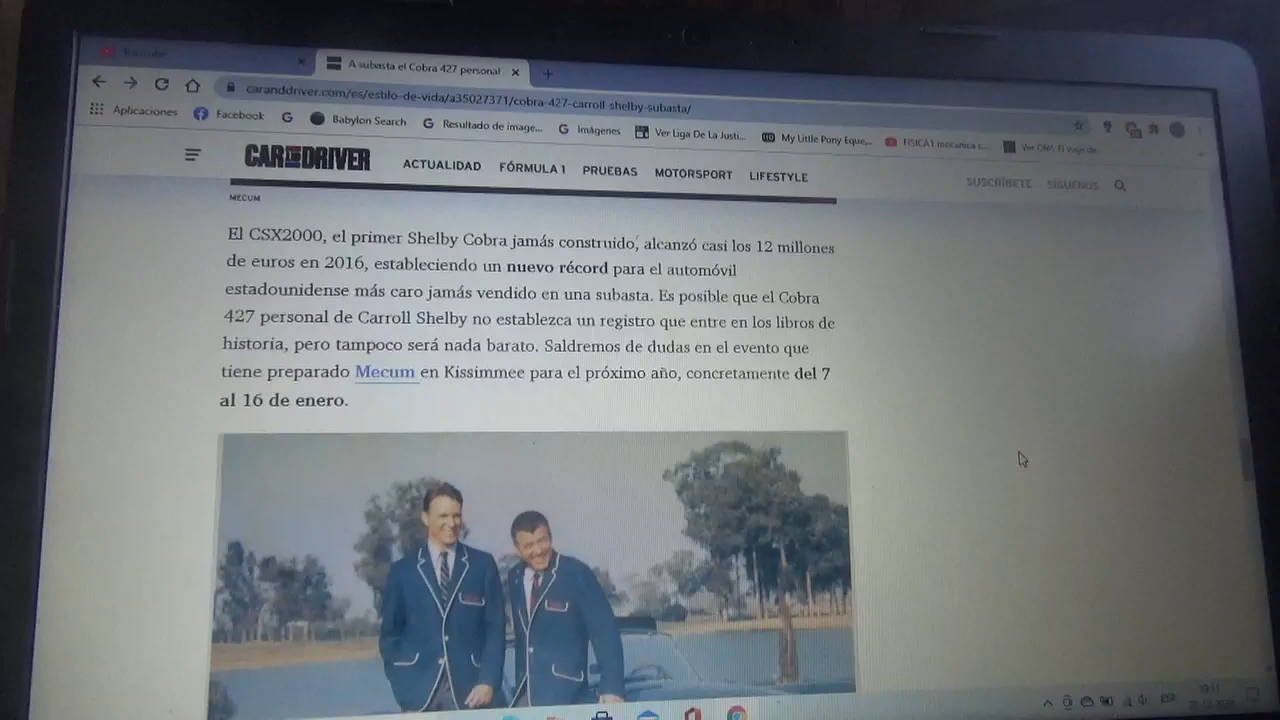 A subasta el Cobra 427 personal
caranddriver.com/es/estilo-de-vida/a35027371/cobra-427-carroll-shelby-subasta/
Aplicaciones Facebook Babylon Search Resultado de image... Imágenes Ver Liga De La Justi... My Little Pony Eque... FISICA1 mecanica c...
CAR AND DRIVER ACTUALIDAD FÓRMULA 1 PRUEBAS MOTORSPORT LIFESTYLE SUSCRÍBETE SÍGUENOS
MECUM
El CSX2000, el primer Shelby Cobra jamás construido, alcanzó casi los 12 millones
de euros en 2016, estableciendo un nuevo récord para el automóvil
estadounidense más caro jamás vendido en una subasta. Es posible que el Cobra
427 personal de Carroll Shelby no establezca un registro que entre en los libros de
historia, pero tampoco será nada barato. Saldremos de dudas en el evento que
tiene preparado Mecum en Kissimmee para el próximo año, concretamente del 7
al 16 de enero.
ESP